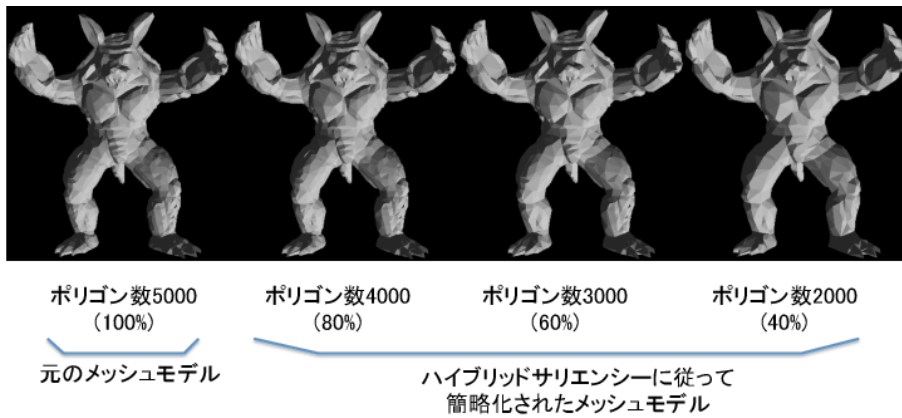 ポリゴン数5000
(100%)
ポリゴン数4000
(80%)
ポリゴン数3000
(60%)
ポリゴン数2000
(40%)
元のメッシュモデル
ハイブリッドサリエンシーに従って
簡略化されたメッシュモデル